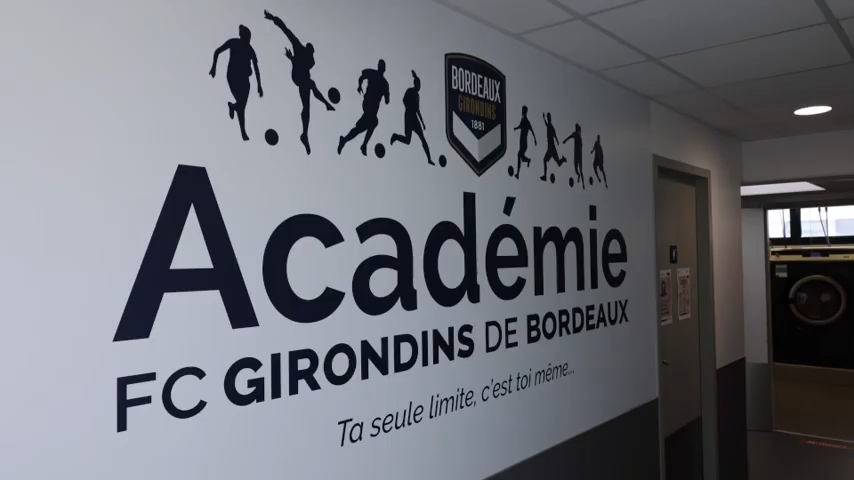 BORDEAUX
GIRONDINS
1881
Académie
FC GIRONDINS DE BORDEAUX
Ta seule limite, c'est toi même...